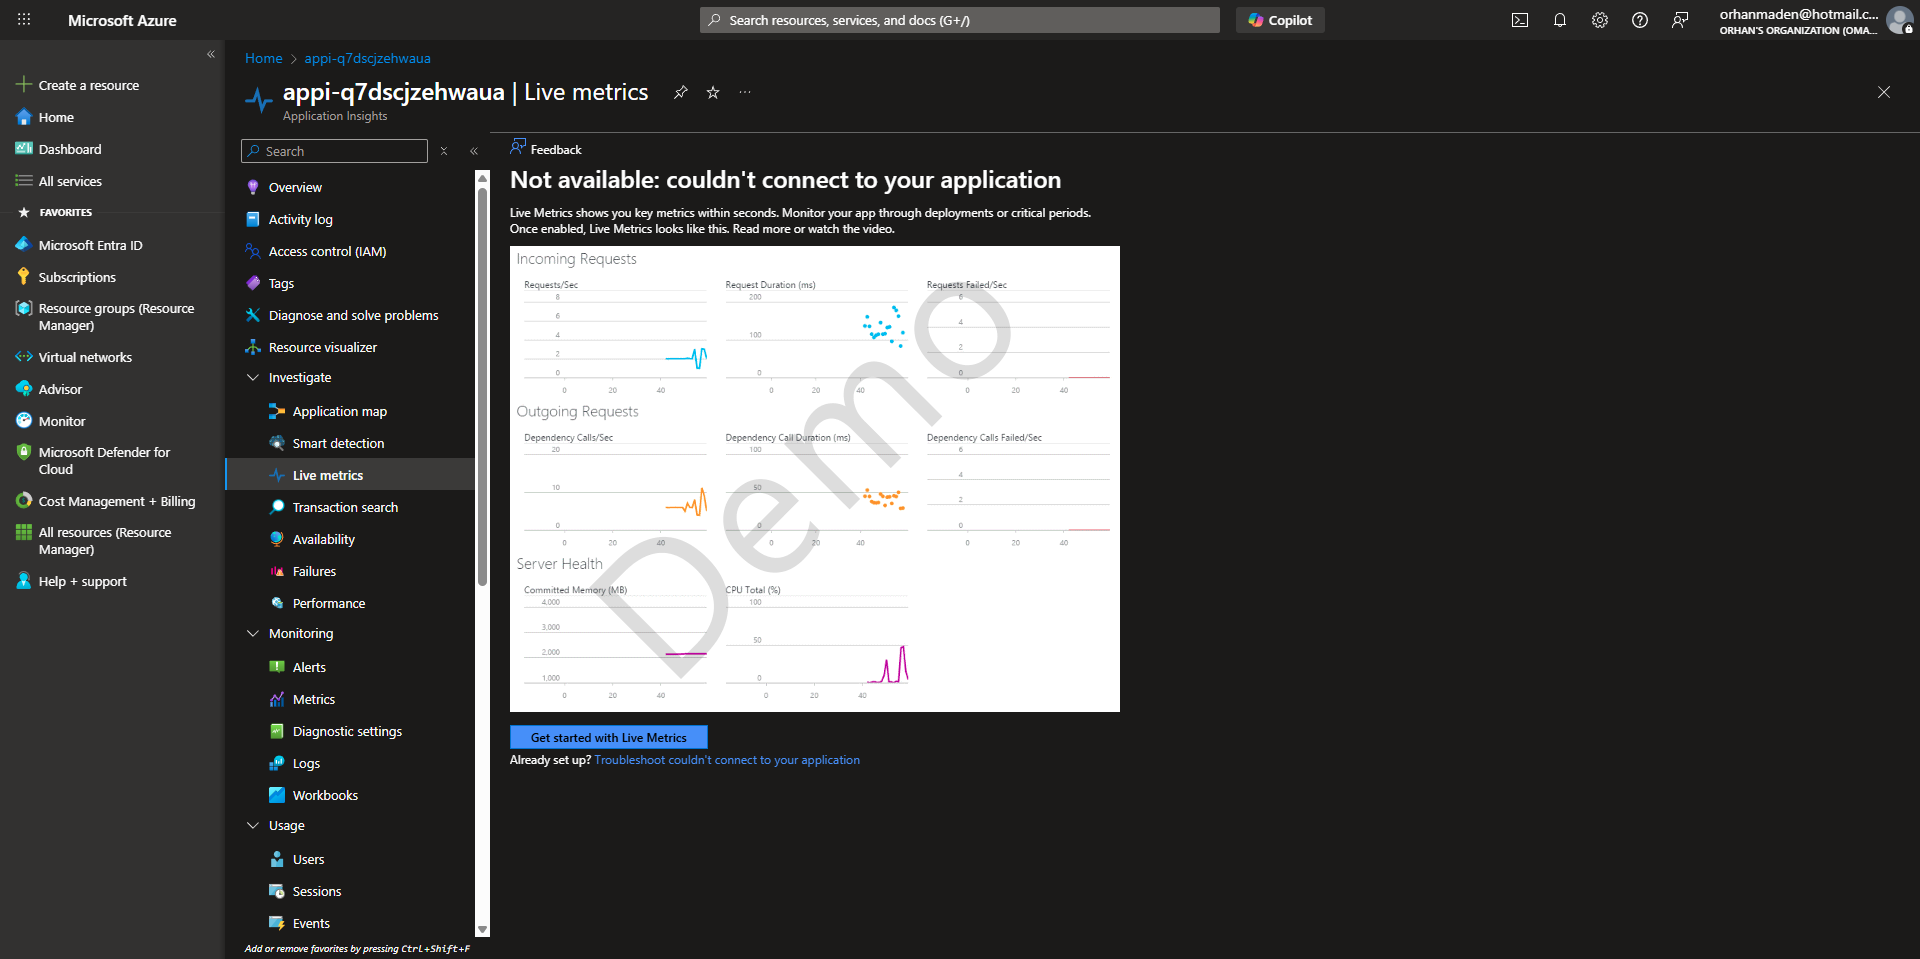 Microsoft Azure
Search resources, services, and docs (G+/)
Copilot
orhanmaden@hotmail.c...
ORHAN'S ORGANIZATION (OMA...
Create a resource
Home
Dashboard
All services
FAVORITES
Microsoft Entra ID
Subscriptions
Resource groups (Resource
Manager)
Virtual networks
Advisor
Monitor
Microsoft Defender for
Cloud
Cost Management + Billing
All resources (Resource
Manager)
Help + support
Home > appi-q7dscjzehwaua
appi-q7dscjzehwaua | Live metrics
Application Insights
Search
Overview
Activity log
Access control (IAM)
Tags
Diagnose and solve problems
Resource visualizer
Investigate
Application map
Smart detection
Live metrics
Transaction search
Availability
Failures
Performance
Monitoring
Alerts
Metrics
Diagnostic settings
Logs
Workbooks
Usage
Users
Sessions
Events
Add or remove favorites by pressing Ctrl+Shift+F
Feedback
Not available: couldn't connect to your application
Live Metrics shows you key metrics within seconds. Monitor your app through deployments or critical periods.
Once enabled, Live Metrics looks like this. Read more or watch the video.
Demo
Incoming Requests
Requests/Sec
8
6
4
2
0
0 20 40
Request Duration (ms)
200
100
0
0 20 40
Requests Failed/Sec
6
4
2
0
0 20 40
Outgoing Requests
Dependency Calls/Sec
20
10
0
0 20 40
Dependency Call Duration (ms)
100
50
0
0 20 40
Dependency Calls Failed/Sec
6
4
2
0
0 20 40
Server Health
Committed Memory (MB)
4,000
3,000
2,000
1,000
0 20 40
CPU Total (%)
100
50
0
0 20 40
Get started with Live Metrics
Already set up? Troubleshoot couldn't connect to your application